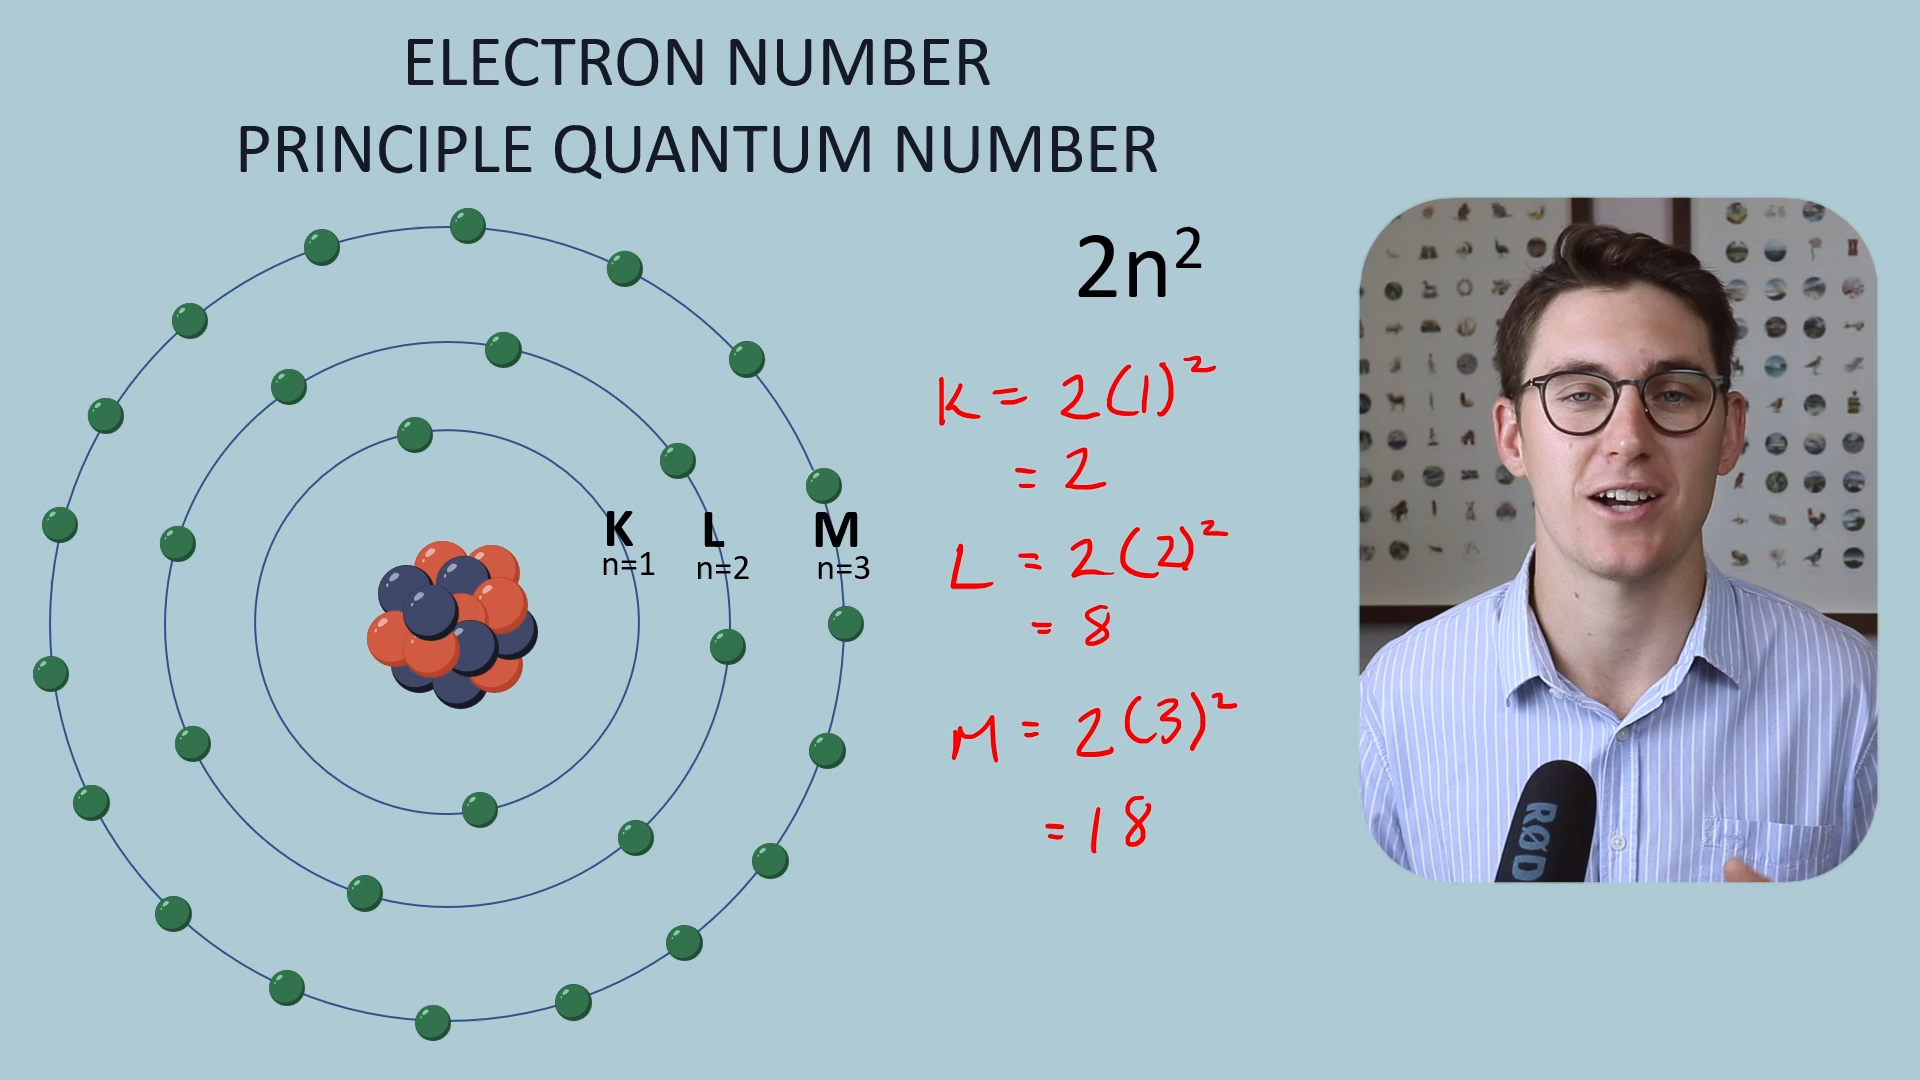 ELECTRON NUMBER
PRINCIPLE QUANTUM NUMBER
2n²
K = 2(1)²
= 2
L = 2(2)²
= 8
M = 2(3)²
= 18
K
n=1
L
n=2
M
n=3
RØD